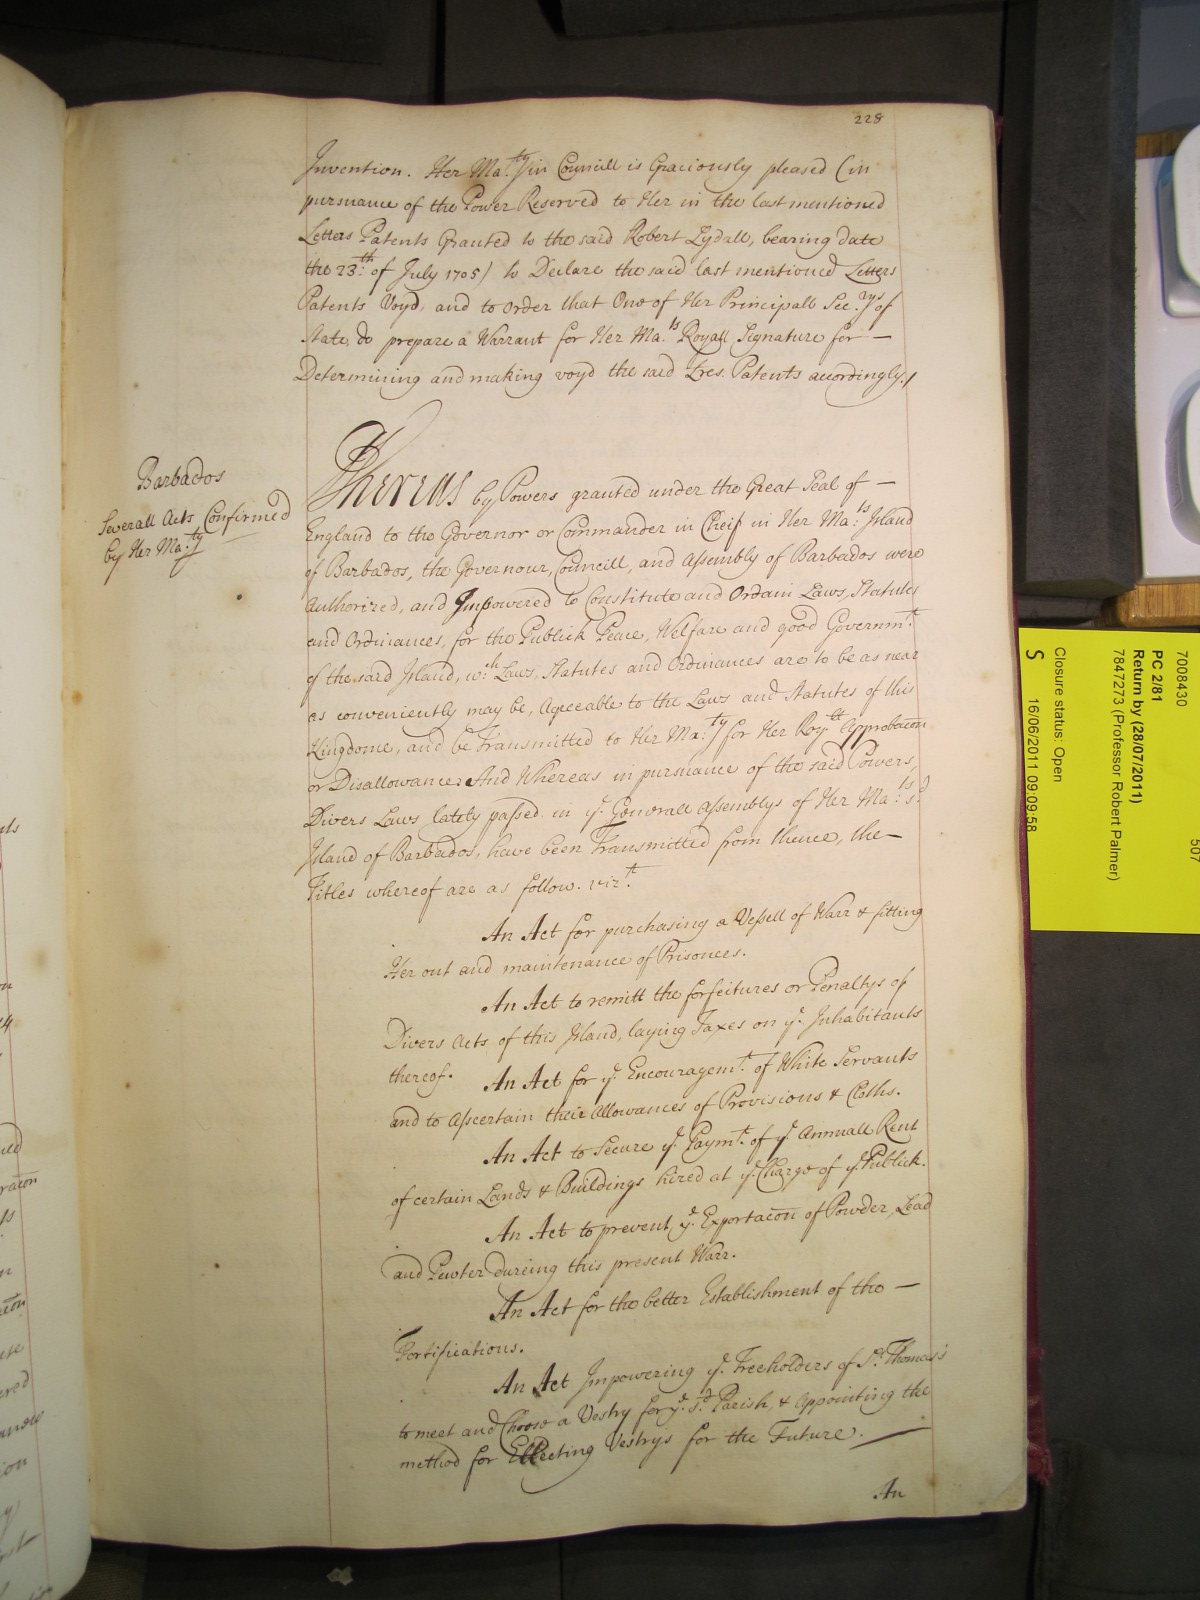 228
Invention. Her Ma:ty in Councill is Graciously pleased (in
pursuance of the Power Reserved to Her in the last mentioned
Letters Patents Granted to the said Robert Lydall, bearing date
the 23:th of July 1705) to Declare the said last mentioned Letters
Patents Voyd, and to order that One of Her Principall Sec:rys of
State, do prepare a Warrant for Her Ma:ts Royall Signature for —
Determining and making voyd the said Lres. Patents accordingly./
Barbados
Severall Acts Confirmed
by Her Ma:ty
Whereas by Powers granted under the Great Seal of —
England to the Governor or Commander in Cheif in Her Ma:ts Island
of Barbados, the Governour, Councill, and Assembly of Barbados were
Authorized, and Impowered to Constitute and Ordain Laws, Statutes
and Ordinances, for the Publick Peace, Welfare and good Governm:t
of the said Island, w:ch Laws, Statutes and Ordinances are to be as near
as conveniently may be, Agreeable to the Laws and Statutes of this
Kingdome, and be Transmitted to Her Ma:ty for Her Roy:ll Approbacon
or Disallowance: And Whereas in pursuance of the said Powers,
Divers Laws lately passed in ye. Generall Assemblys of Her Ma:ts sd.
Island of Barbados, have been Transmitted from thence, the —
Titles whereof are as follow. vizt.
An Act for purchasing a Vessell of Warr & fitting
Her out and maintenance of Prisoners.
An Act to remitt the forfeitures or Penaltys of
Divers Acts of this Island, laying Taxes on ye. Inhabitants
thereof. An Act for ye. Encouragem:t of White Servants
and to Ascertain their Allowances of Provisions & Cloths.
An Act to Secure ye. Paym:t of ye. Annuall Rent
of certain Lands & Buildings hired at ye. Charge of ye. Publick.
An Act to prevent, ye. Exportacon of Powder, Lead
and Pewter dureing this present Warr.
An Act for the better Establishment of the —
Fortifications.
An Act Impowering ye. Freeholders of St. Thomas's
to meet and Choose a Vestry for ye. sd. Parish, & Appointing the
method for Ellecting Vestrys for the Future. —
An
7008430
PC 2/81
Return by (28/07/2011)
7847273 (Professor Robert Palmer)
Closure status: Open
S 16/06/2011 09:09:58
507